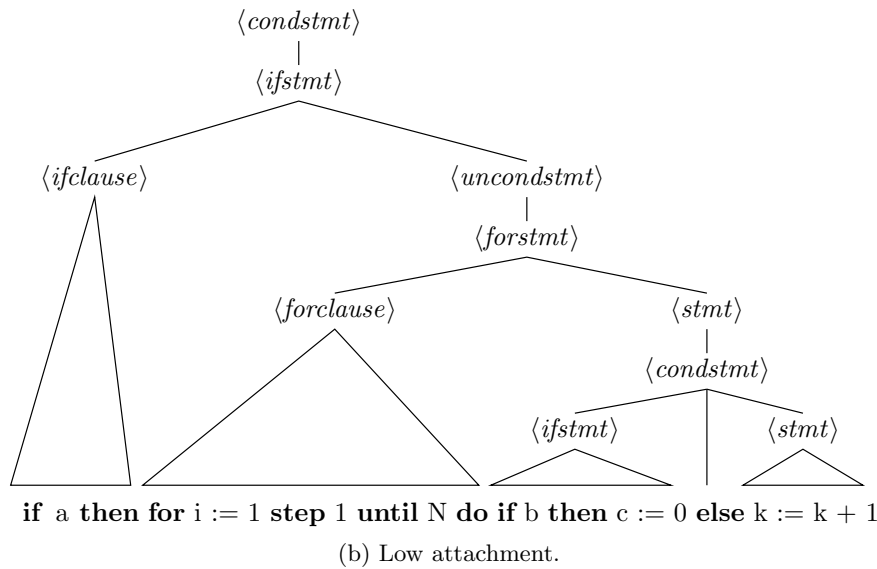 ⟨condstmt⟩
⟨ifstmt⟩
⟨ifclause⟩ ⟨uncondstmt⟩
⟨forstmt⟩
⟨forclause⟩ ⟨stmt⟩
⟨condstmt⟩
⟨ifstmt⟩ ⟨stmt⟩
if a then for i := 1 step 1 until N do if b then c := 0 else k := k + 1
(b) Low attachment.